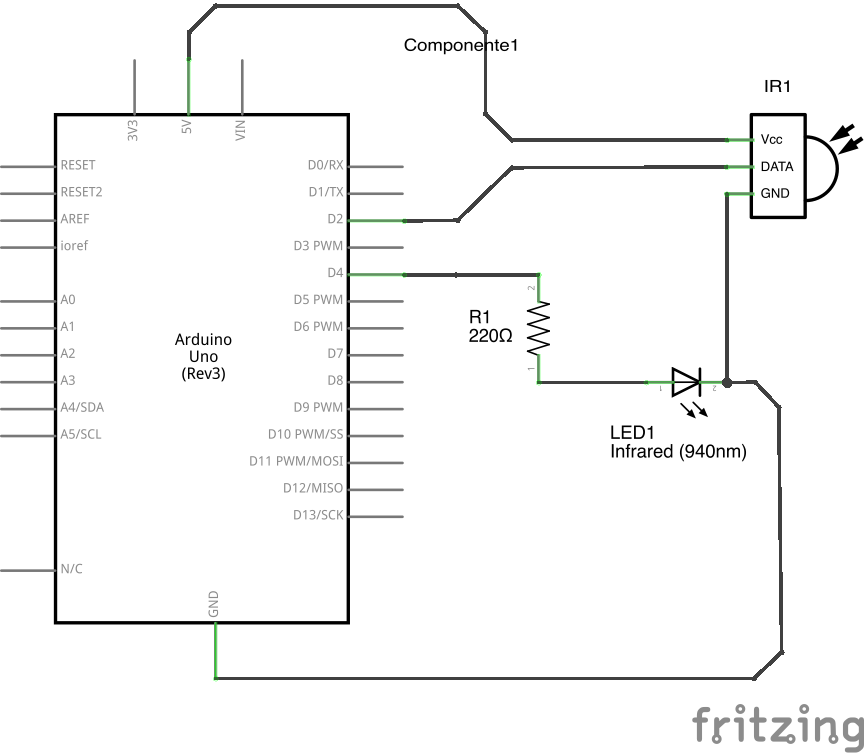 Componente1
IR1
3V3
5V
VIN
Vcc
DATA
GND
RESET
D0/RX
RESET2
D1/TX
AREF
D2
ioref
D3 PWM
D4
2
A0
D5 PWM
R1
220Ω
A1
D6 PWM
Arduino
Uno
(Rev3)
A2
D7
1
A3
D8
1
2
A4/SDA
D9 PWM
A5/SCL
D10 PWM/SS
LED1
Infrared (940nm)
D11 PWM/MOSI
D12/MISO
D13/SCK
N/C
GND
fritzing